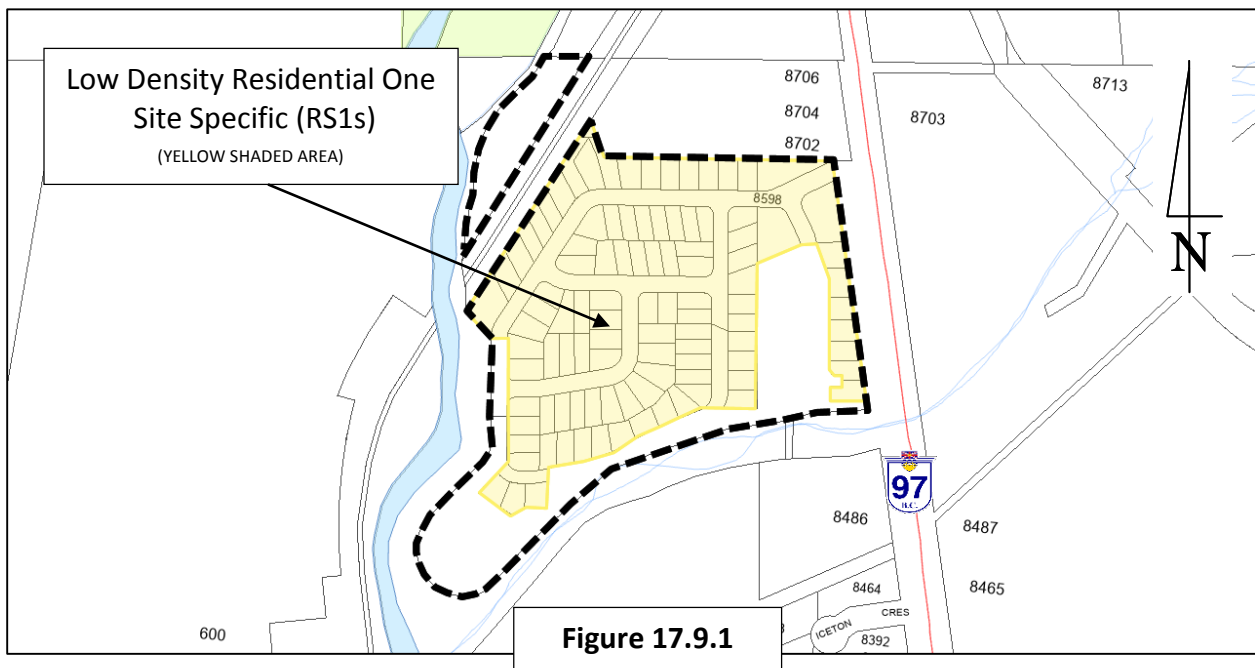 Low Density Residential One
Site Specific (RS1s)
(YELLOW SHADED AREA)
8706
8704
8702
8713
8703
8598
N
97
B.C.
8486
8487
8464
8465
CRES
ICETON
8392
600
Figure 17.9.1